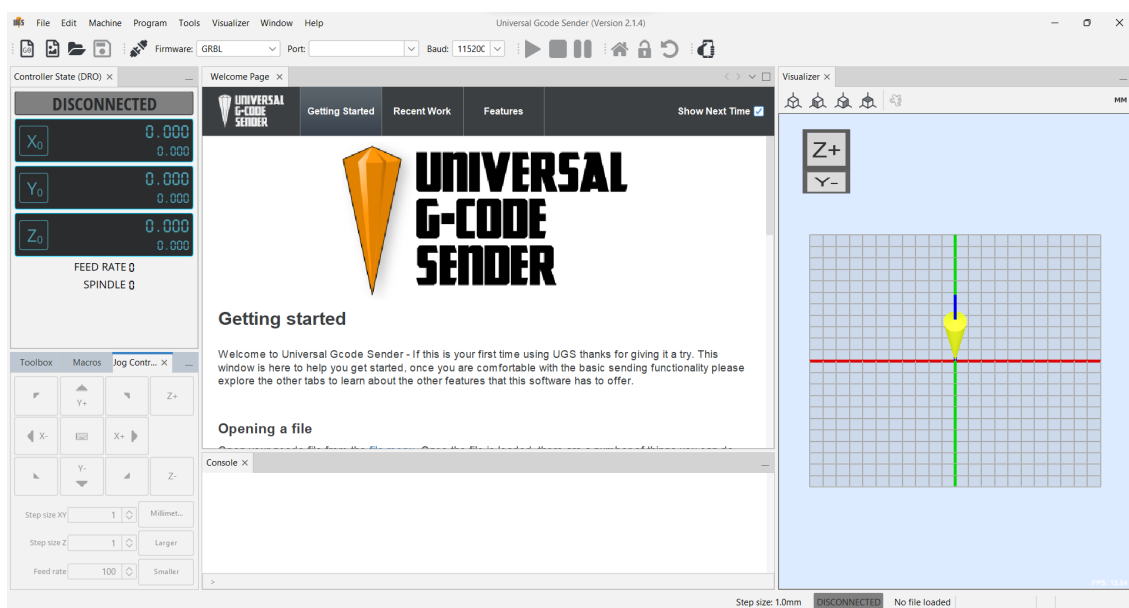 File Edit Machine Program Tools Visualizer Window Help Universal Gcode Sender (Version 2.1.4)
Firmware: GRBL Port: Baud: 11520C
Controller State (DRO)
DISCONNECTED
X0 0.000
0.000
Y0 0.000
0.000
Z0 0.000
0.000
FEED RATE 0
SPINDLE 0
Toolbox Macros Jog Contr...
Y+ Z+
X- X+
Y- Z-
Step size XY 1 Millimet...
Step size Z 1 Larger
Feed rate 100 Smaller
Welcome Page
UNIVERSAL
G-CODE
SENDER
Getting Started Recent Work Features Show Next Time
UNIVERSAL
G-CODE
SENDER
Getting started
Welcome to Universal Gcode Sender - If this is your first time using UGS thanks for giving it a try. This
window is here to help you get started, once you are comfortable with the basic sending functionality please
explore the other tabs to learn about the other features that this software has to offer.
Opening a file
Console
>
Visualizer
MM
Z+
Y-
Step size: 1.0mm DISCONNECTED No file loaded